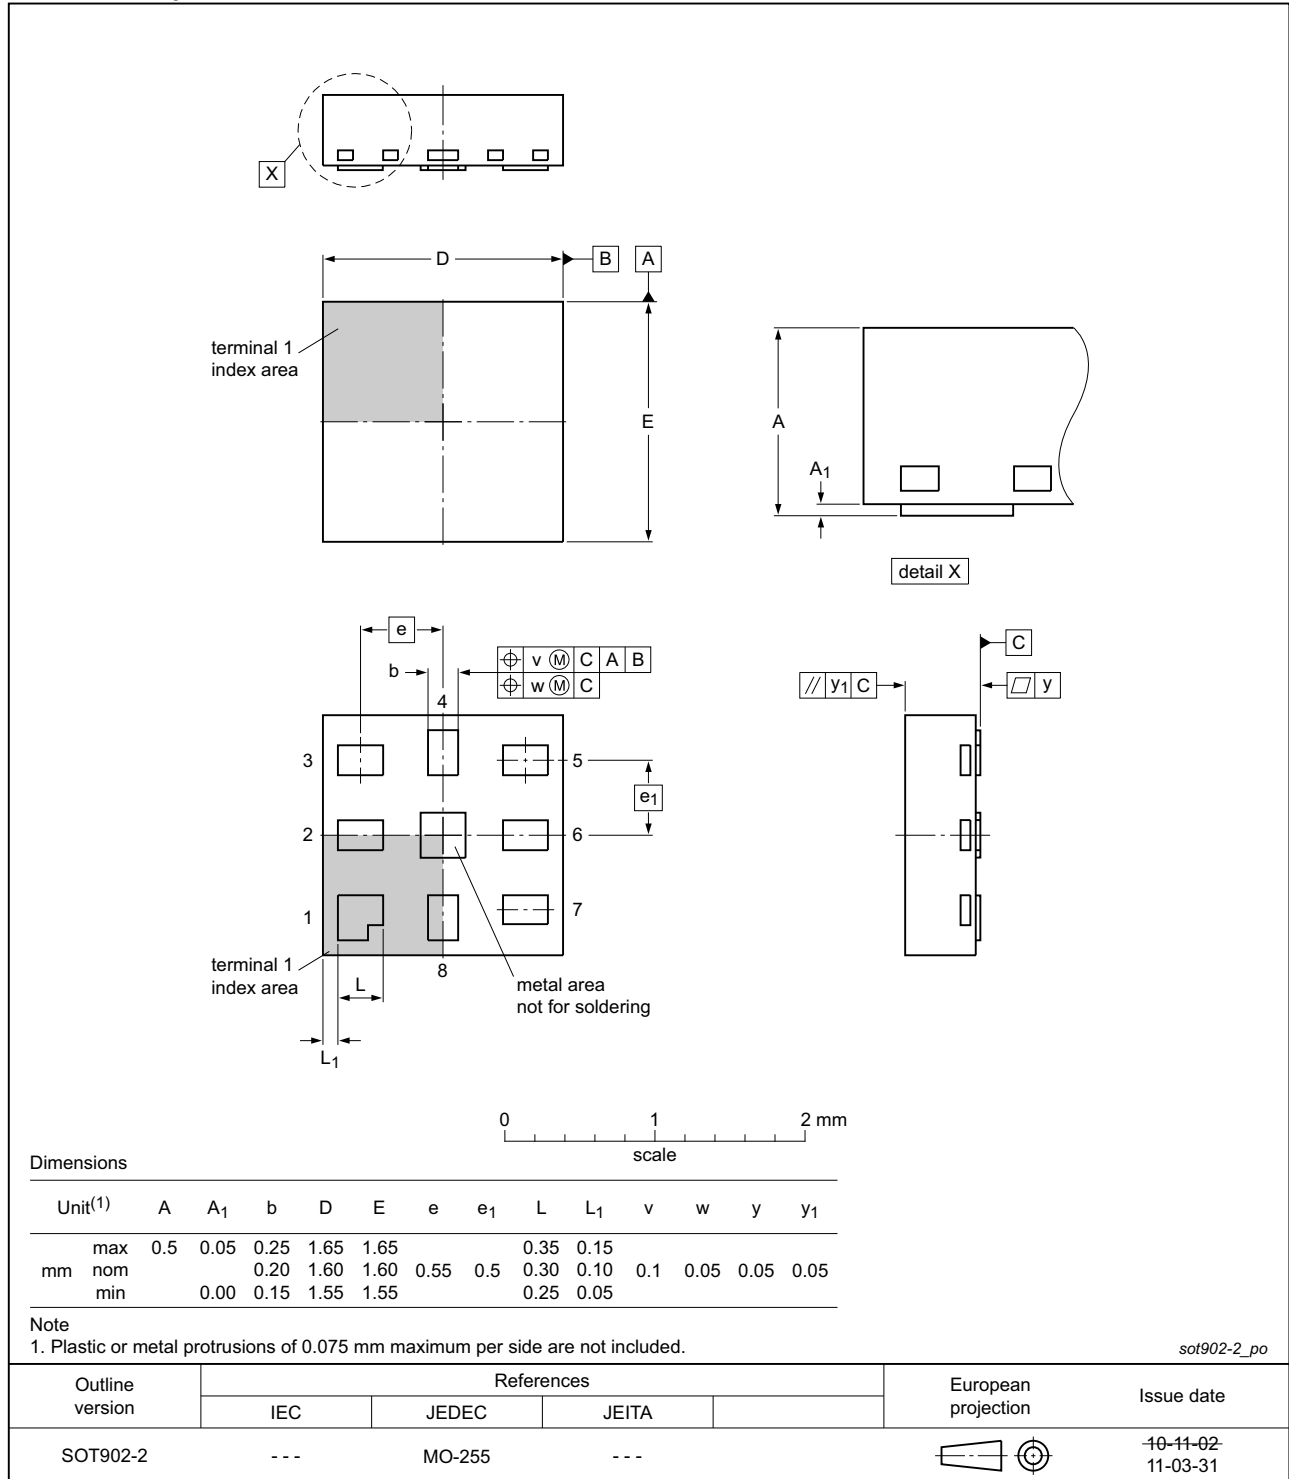 X
D
B
A
terminal 1
index area
E
A
A1
detail X
e
b
v M C A B
w M C
4
3
5
e1
2
6
1
7
terminal 1
index area
L
8
metal area
not for soldering
L1
C
// y1 C
y
0 1 2 mm
scale
Dimensions
Unit(1) A A1 b D E e e1 L L1 v w y y1
max 0.5 0.05 0.25 1.65 1.65 0.35 0.15
mm nom 0.20 1.60 1.60 0.55 0.5 0.30 0.10 0.1 0.05 0.05 0.05
min 0.00 0.15 1.55 1.55 0.25 0.05
Note
1. Plastic or metal protrusions of 0.075 mm maximum per side are not included.
sot902-2_po
Outline
version
References
IEC JEDEC JEITA
European
projection
Issue date
SOT902-2 - - - MO-255 - - -
10-11-02
11-03-31